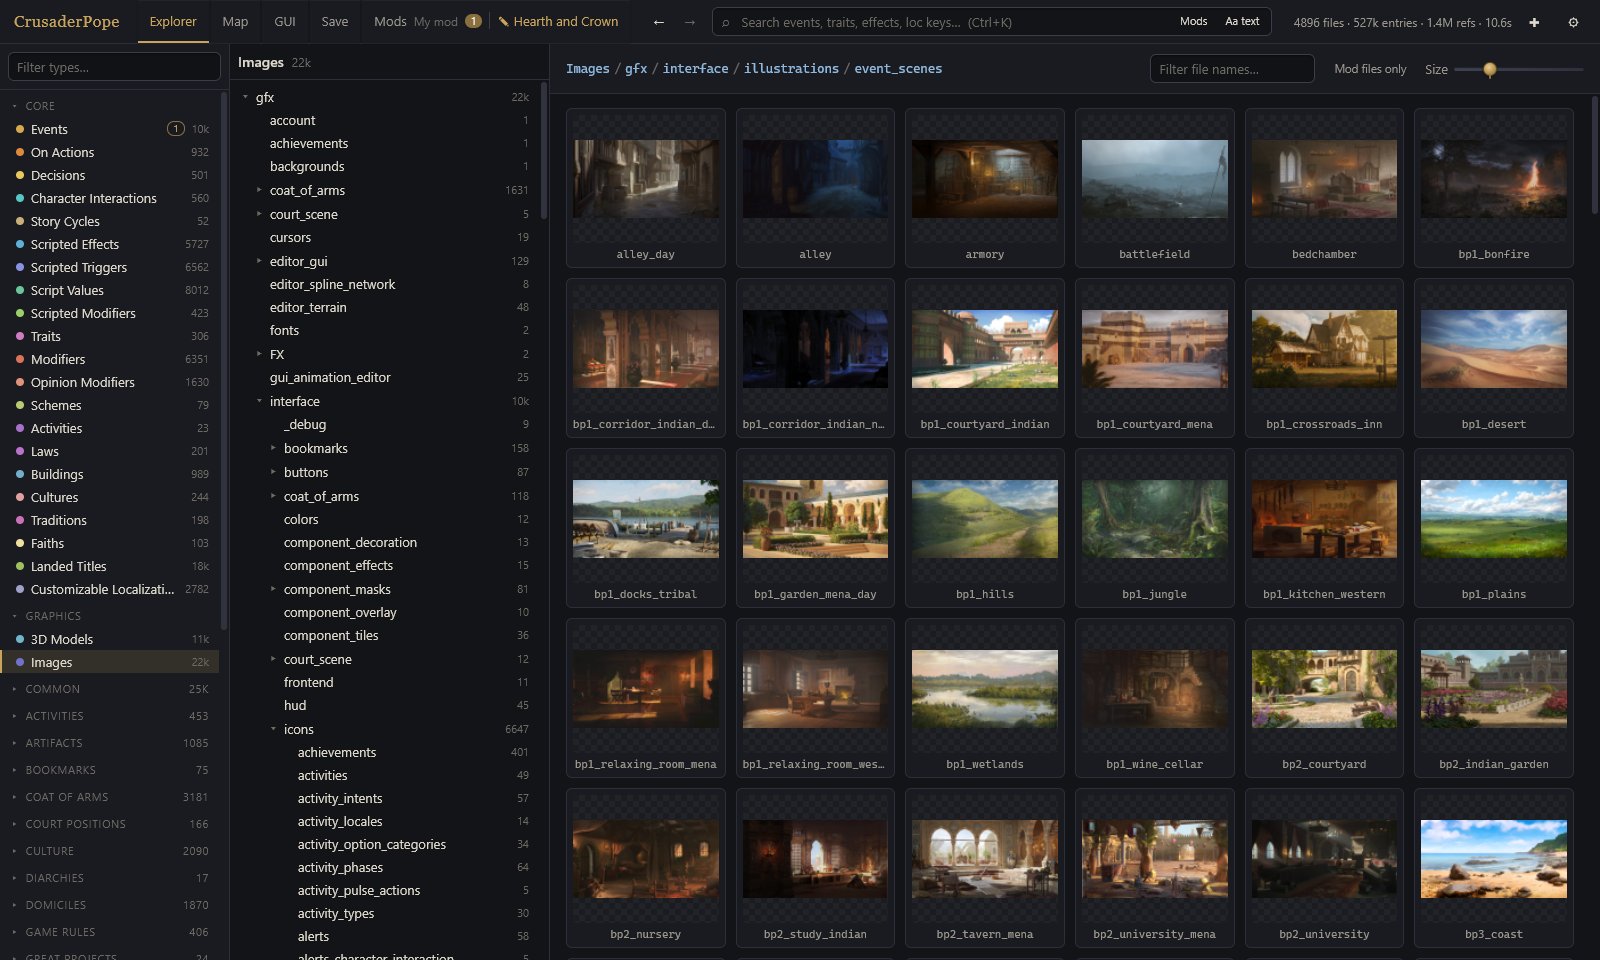 CrusaderPope
Explorer
Map
GUI
Save
Mods My mod 1
Hearth and Crown
Search events, traits, effects, loc keys... (Ctrl+K)
Mods
Aa text
4896 files · 527k entries · 1.4M refs · 10.6s
Filter types...
CORE
Events 1 10k
On Actions 932
Decisions 501
Character Interactions 560
Story Cycles 52
Scripted Effects 5727
Scripted Triggers 6562
Script Values 8012
Scripted Modifiers 423
Traits 306
Modifiers 6351
Opinion Modifiers 1630
Schemes 79
Activities 23
Laws 201
Buildings 989
Cultures 244
Traditions 198
Faiths 103
Landed Titles 18k
Customizable Localizati... 2782
GRAPHICS
3D Models 11k
Images 22k
COMMON 25K
ACTIVITIES 453
ARTIFACTS 1085
BOOKMARKS 75
COAT OF ARMS 3181
COURT POSITIONS 166
CULTURE 2090
DIARCHIES 17
DOMICILES 1870
GAME RULES 406
GREAT PROJECTS 24
Images 22k
gfx 22k
account 1
achievements 1
backgrounds 1
coat_of_arms 1631
court_scene 5
cursors 19
editor_gui 129
editor_spline_network 8
editor_terrain 48
fonts 2
FX 2
gui_animation_editor 25
interface 10k
_debug 9
bookmarks 158
buttons 87
coat_of_arms 118
colors 12
component_decoration 13
component_effects 15
component_masks 81
component_overlay 10
component_tiles 36
court_scene 12
frontend 11
hud 45
icons 6647
achievements 401
activities 49
activity_intents 57
activity_locales 14
activity_option_categories 34
activity_phases 64
activity_pulse_actions 5
activity_types 30
alerts 58
alerts_character_interaction 5
Images / gfx / interface / illustrations / event_scenes
Filter file names...
Mod files only
Size
alley_day
alley
armory
battlefield
bedchamber
bp1_bonfire
bp1_corridor_indian_d...
bp1_corridor_indian_n...
bp1_courtyard_indian
bp1_courtyard_mena
bp1_crossroads_inn
bp1_desert
bp1_docks_tribal
bp1_garden_mena_day
bp1_hills
bp1_jungle
bp1_kitchen_western
bp1_plains
bp1_relaxing_room_mena
bp1_relaxing_room_wes...
bp1_wetlands
bp1_wine_cellar
bp2_courtyard
bp2_indian_garden
bp2_nursery
bp2_study_indian
bp2_tavern_mena
bp2_university_mena
bp2_university
bp3_coast